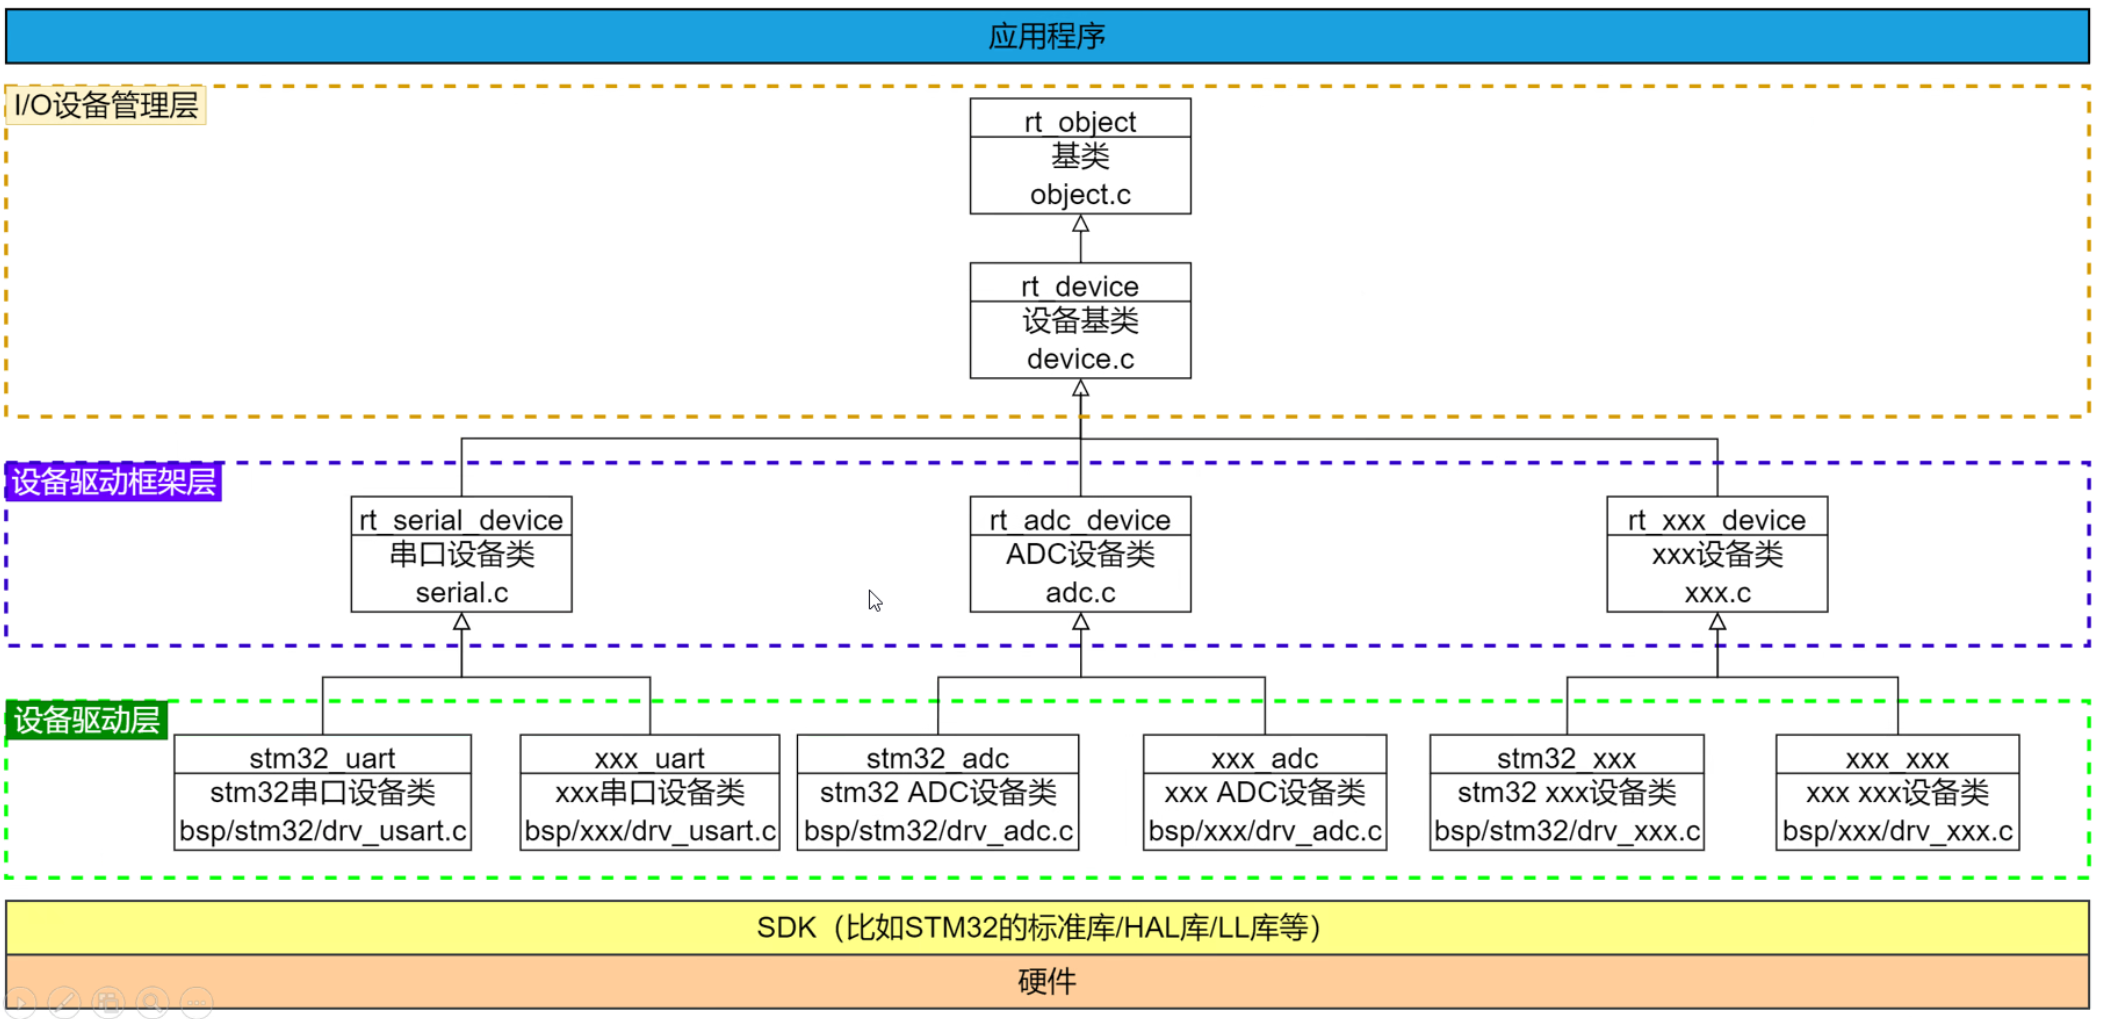 应用程序
I/O设备管理层
rt_object
基类
object.c
rt_device
设备基类
device.c
设备驱动框架层
rt_serial_device
串口设备类
serial.c
rt_adc_device
ADC设备类
adc.c
rt_xxx_device
xxx设备类
xxx.c
设备驱动层
stm32_uart
stm32串口设备类
bsp/stm32/drv_usart.c
xxx_uart
xxx串口设备类
bsp/xxx/drv_usart.c
stm32_adc
stm32 ADC设备类
bsp/stm32/drv_adc.c
xxx_adc
xxx ADC设备类
bsp/xxx/drv_adc.c
stm32_xxx
stm32 xxx设备类
bsp/stm32/drv_xxx.c
xxx_xxx
xxx xxx设备类
bsp/xxx/drv_xxx.c
SDK（比如STM32的标准库/HAL库/LL库等）
硬件